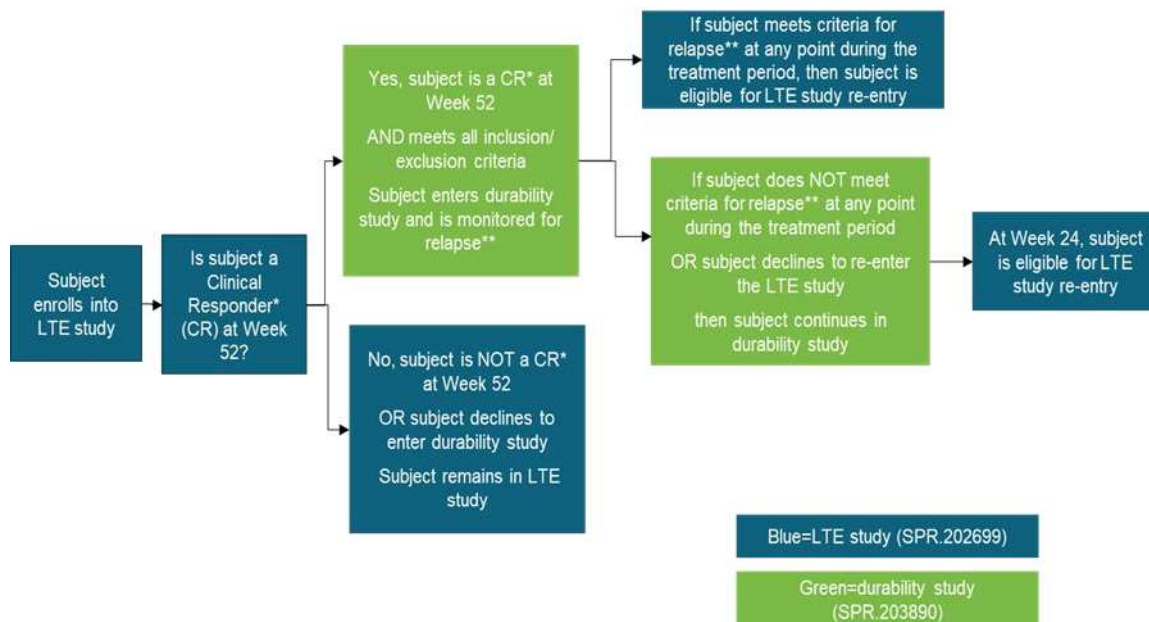 Subject
enrolls into
LTE study
Is subject a
Clinical
Responder*
(CR) at Week
52?
Yes, subject is a CR* at
Week 52
AND meets all inclusion/
exclusion criteria
Subject enters durability
study and is monitored for
relapse**
No, subject is NOT a CR*
at Week 52
OR subject declines to
enter durability study
Subject remains in LTE
study
If subject meets criteria for
relapse** at any point during the
treatment period, then subject is
eligible for LTE study re-entry
If subject does NOT meet
criteria for relapse** at any point
during the treatment period
OR subject declines to re-enter
the LTE study
then subject continues in
durability study
At Week 24, subject
is eligible for LTE
study re-entry
Blue=LTE study (SPR.202699)
Green=durability study
(SPR.203890)